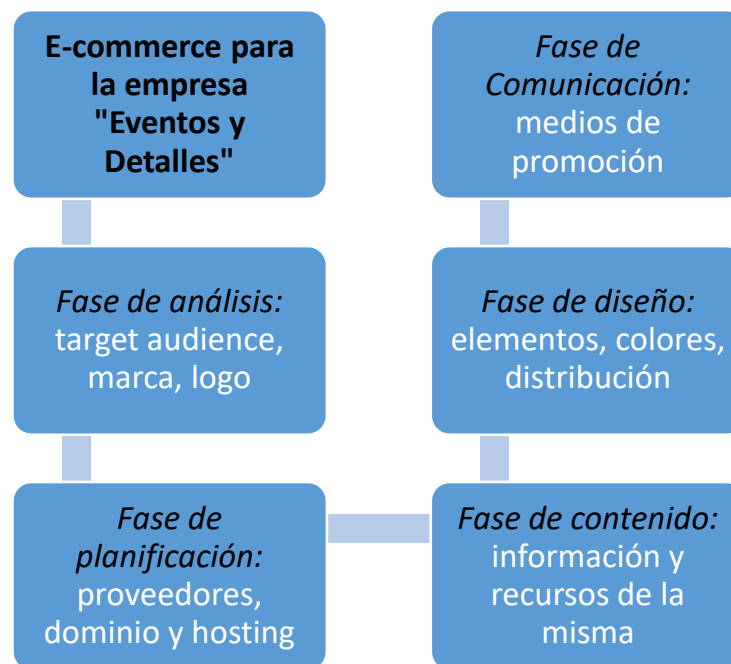 E-commerce para
la empresa
"Eventos y
Detalles"
Fase de análisis:
target audience,
marca, logo
Fase de
planificación:
proveedores,
dominio y hosting
Fase de contenido:
información y
recursos de la
misma
Fase de diseño:
elementos, colores,
distribución
Fase de
Comunicación:
medios de
promoción